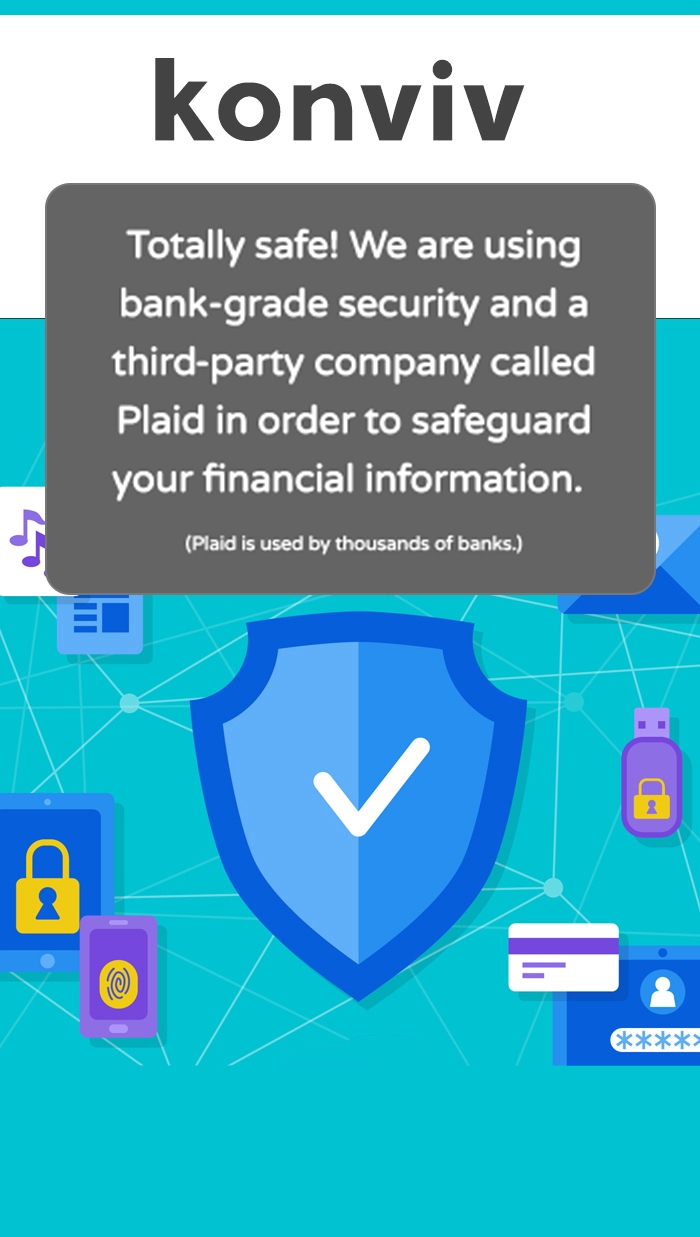 konviv
Totally safe! We are using
bank-grade security and a
third-party company called
Plaid in order to safeguard
your financial information.
(Plaid is used by thousands of banks.)
*****